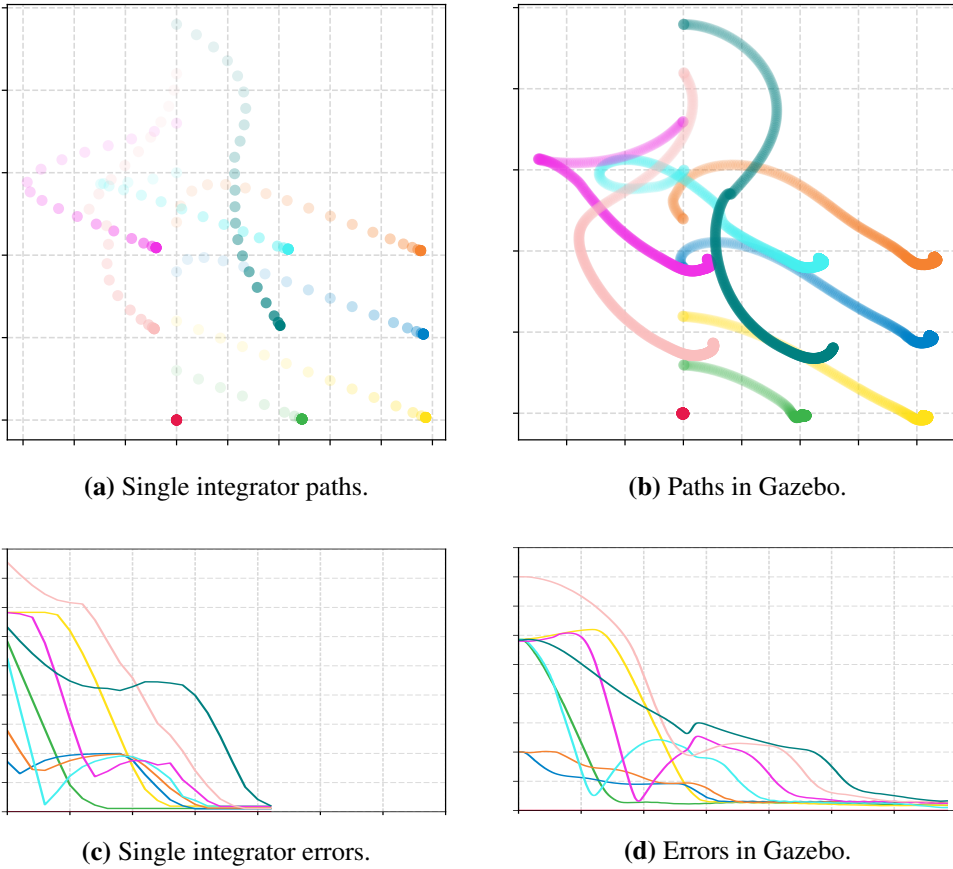 (a) Single integrator paths.
(b) Paths in Gazebo.
(c) Single integrator errors.
(d) Errors in Gazebo.